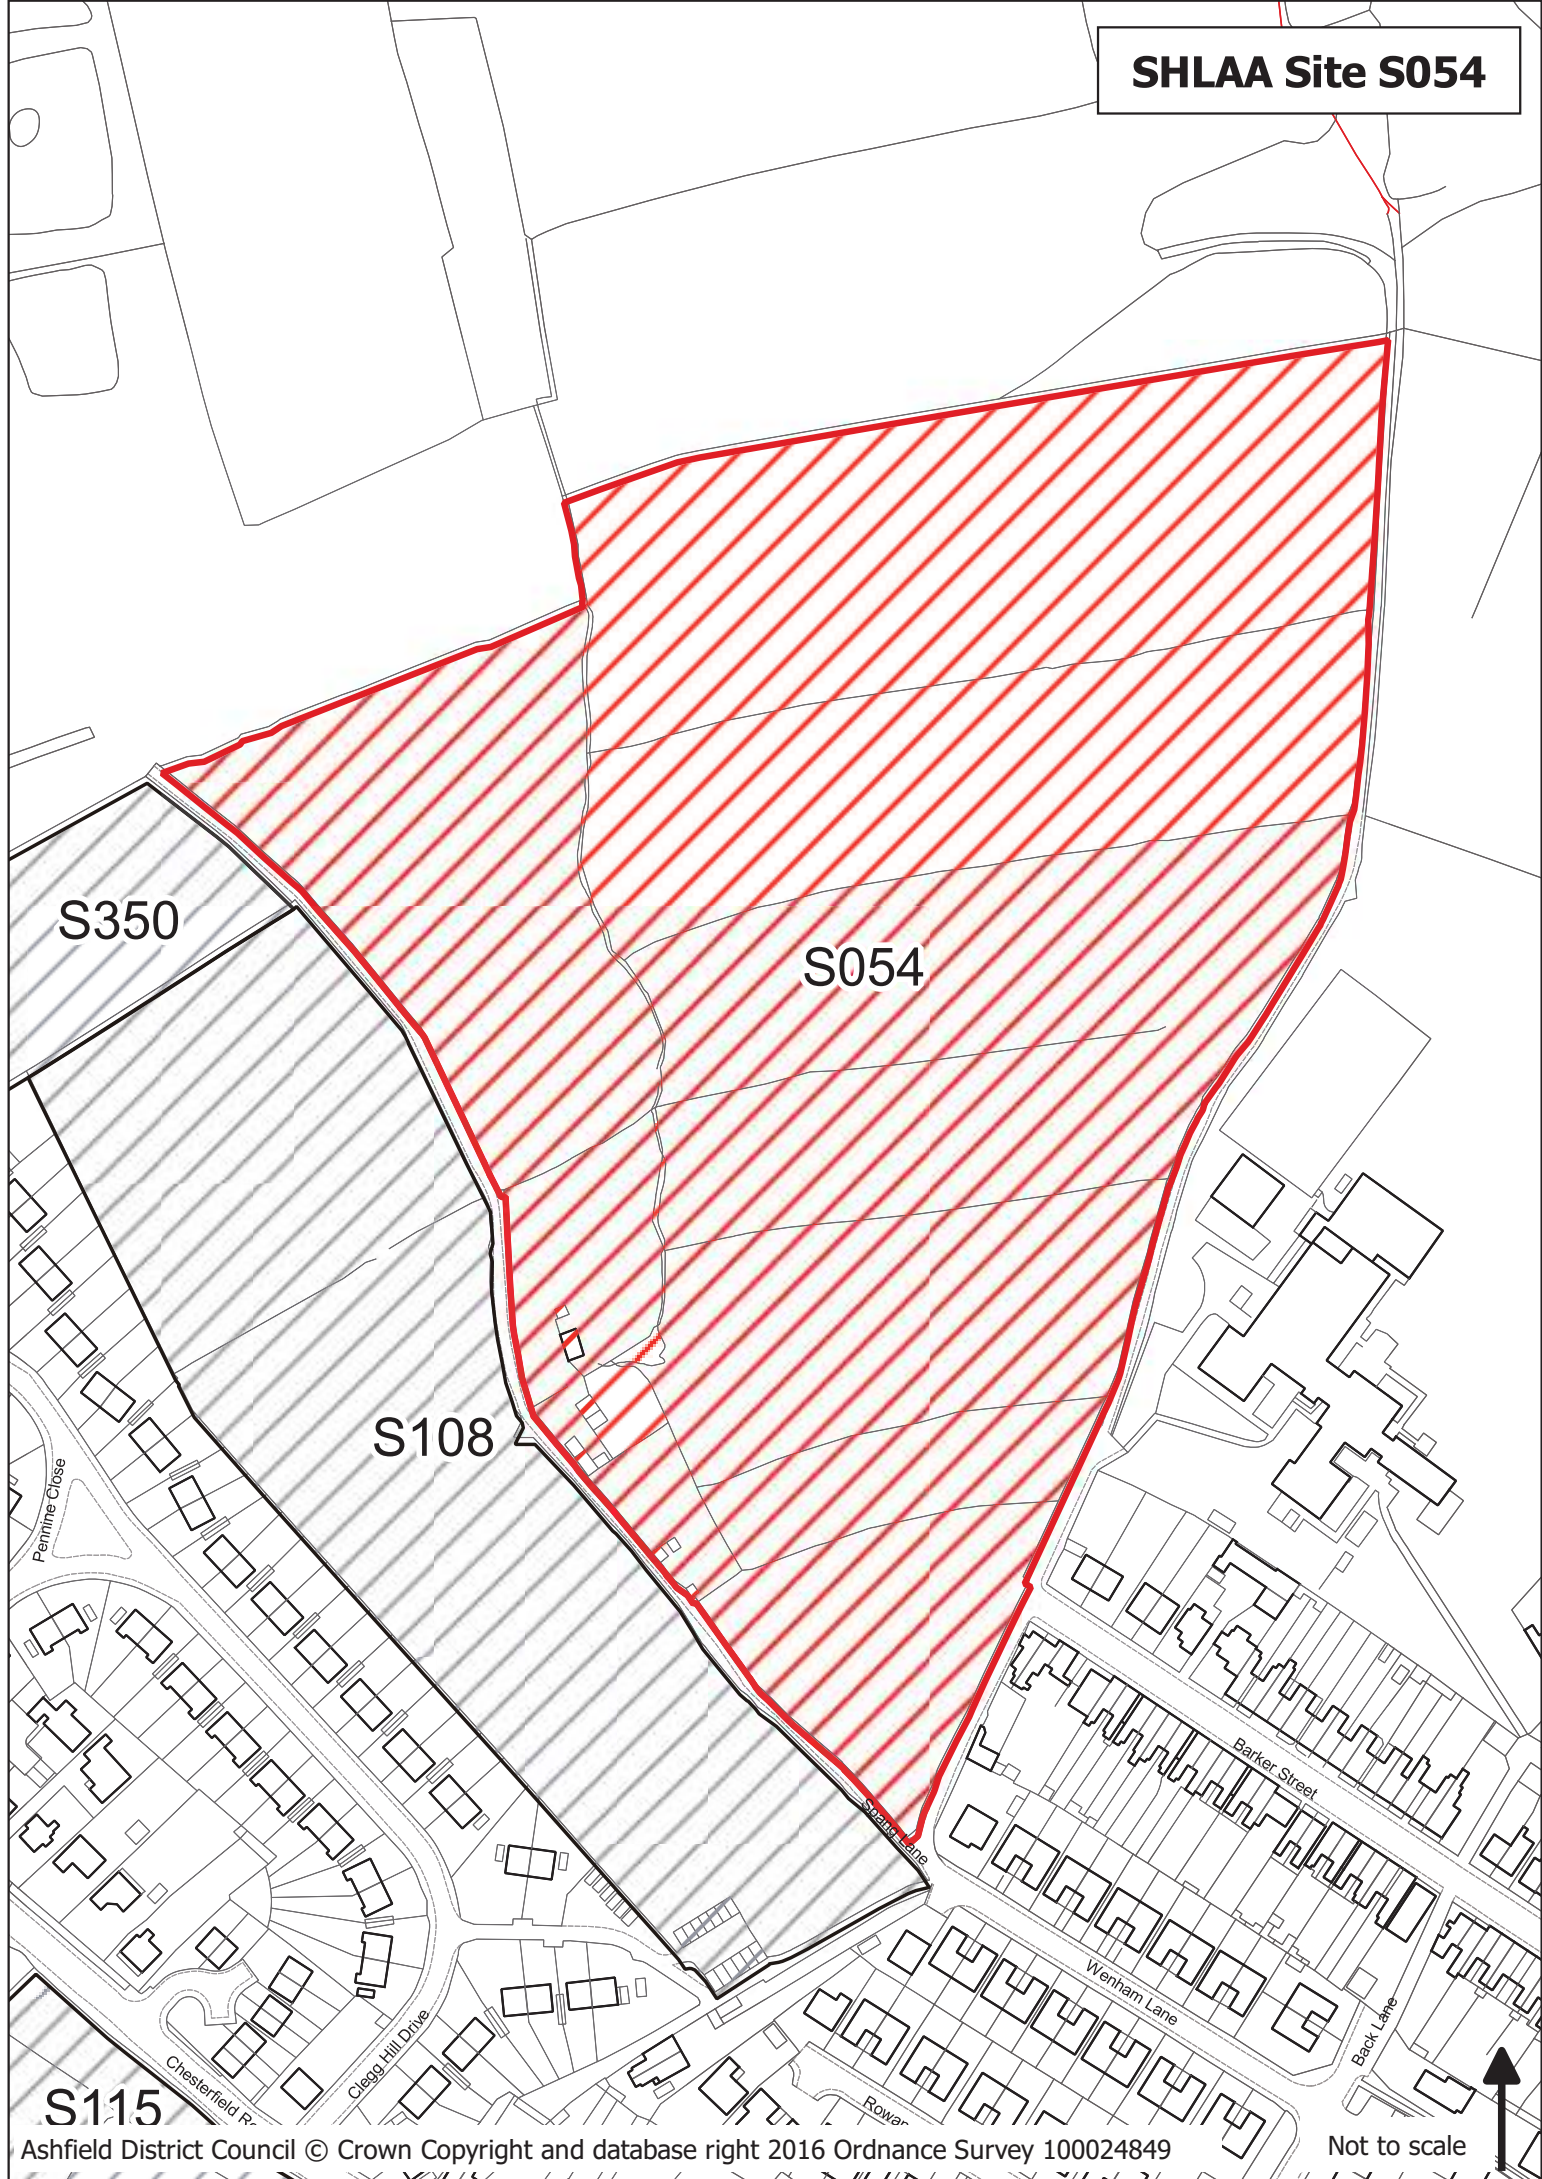 SHLAA Site S054
S350
S054
S108
Pennine Close
Barker Street
Spang Lane
Wenham Lane
Back Lane
Clegg Hill Drive
Chesterfield
S115
Ashfield District Council © Crown Copyright and database right 2016 Ordnance Survey 100024849
Not to scale